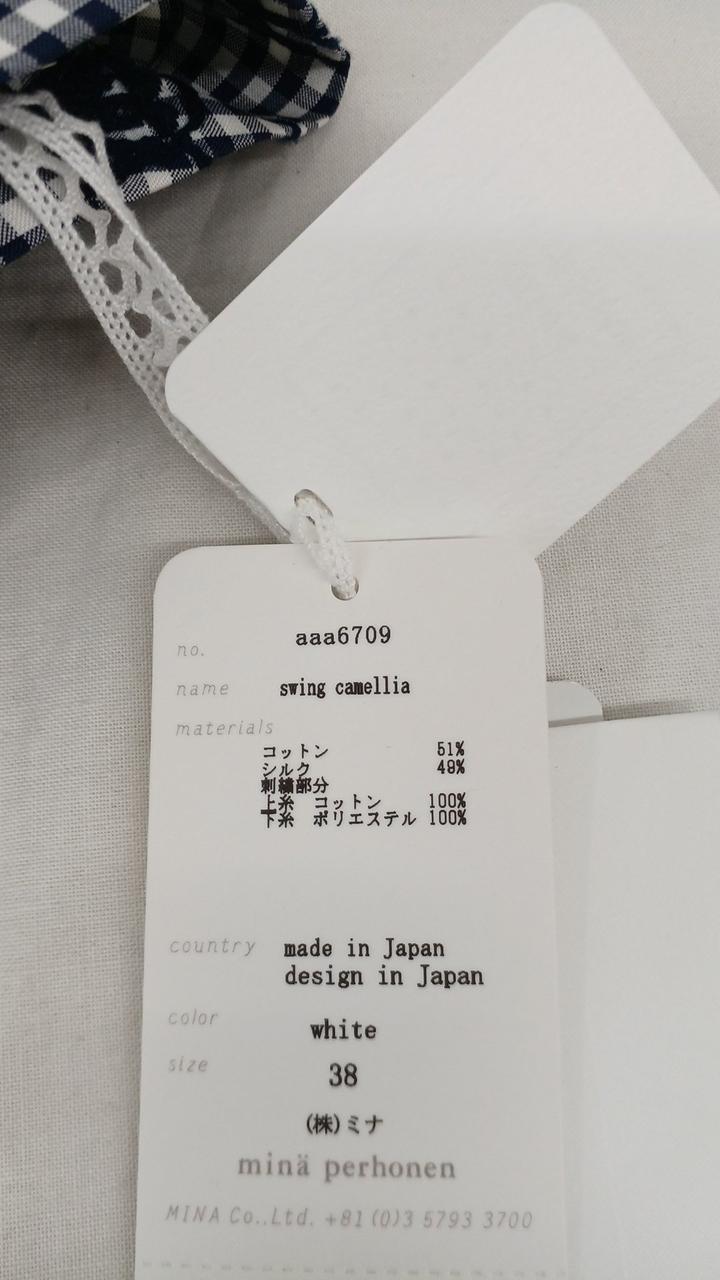 no. aaa6709
name swing camellia
materials
コットン 51%
シルク 49%
刺繍部分
上糸 コットン 100%
下糸 ポリエステル 100%
country made in Japan
design in Japan
color white
size 38
(株)ミナ
minä perhonen
MINA Co.,Ltd. +81(0)3 5793 3700